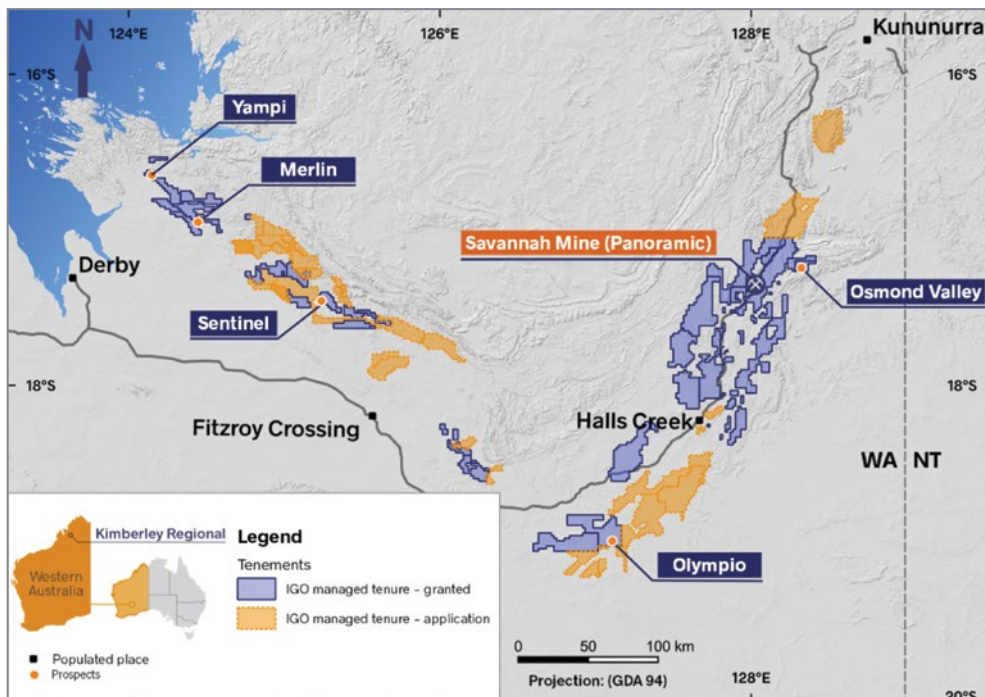 124°E
126°E
128°E
Kununurra
N
16°S
16°S
Yampi
Merlin
Savannah Mine (Panoramic)
Derby
Osmond Valley
Sentinel
18°S
18°S
Fitzroy Crossing
Halls Creek
WA NT
Olympio
Kimberley Regional
Western
Australia
Populated place
Prospects
Legend
Tenements
IGO managed tenure – granted
IGO managed tenure – application
0 50 100 km
Projection: (GDA 94)
128°E
20°S